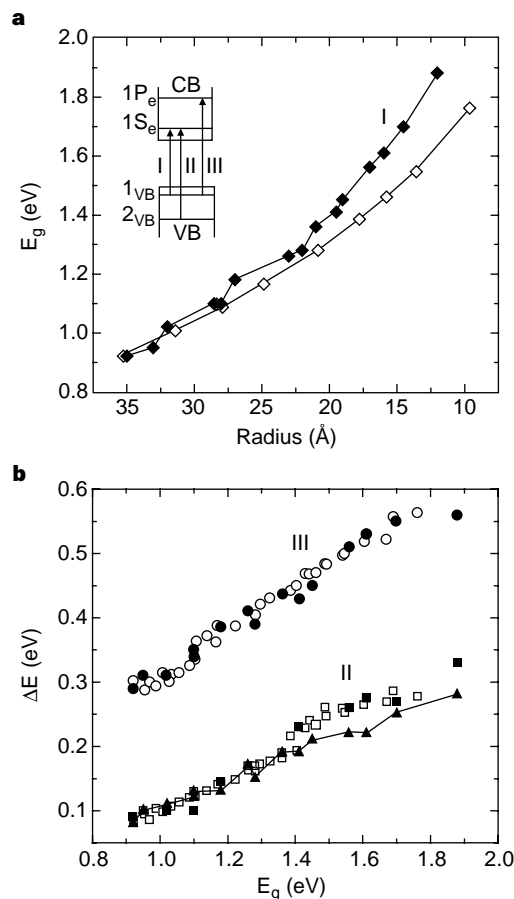 a
2.0
1.8
1.6
1.4
1.2
1.0
0.8
E_g (eV)
1P_e CB
1S_e
I II III
1_VB
2_VB VB
I
35 30 25 20 15 10
Radius (Å)
b
0.6
0.5
0.4
0.3
0.2
0.1
ΔE (eV)
III
II
0.8 1.0 1.2 1.4 1.6 1.8 2.0
E_g (eV)